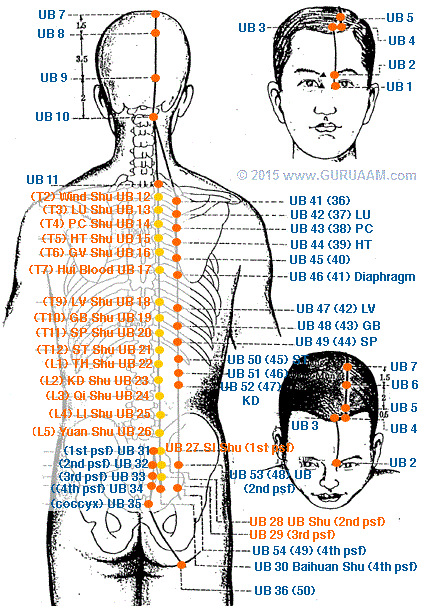 UB 7
UB 8
1.5
3.5
UB 9
UB 10
UB 11
(T2) Wind Shu UB 12
(T3) LU Shu UB 13
(T4) PC Shu UB 14
(T5) HT Shu UB 15
(T6) GV Shu UB 16
(T7) Hui Blood UB 17
(T9) LV Shu UB 18
(T10) GB Shu UB 19
(T11) SP Shu UB 20
(T12) ST Shu UB 21
(L1) TH Shu UB 22
(L2) KD Shu UB 23
(L3) Qi Shu UB 24
(L4) LI Shu UB 25
(L5) Yuan Shu UB 26
(1st psf) UB 31
(2nd psf) UB 32
(3rd psf) UB 33
((4th psf) UB 34
(coccyx) UB 35
UB 5
UB 3
UB 4
UB 2
UB 1
© 2015 www.GURUAAM.com
UB 41 (36)
UB 42 (37) LU
UB 43 (38) PC
UB 44 (39) HT
UB 45 (40)
UB 46 (41) Diaphragm
UB 47 (42) LV
UB 48 (43) GB
UB 49 (44) SP
UB 50 (45) ST
UB 51 (46)
UB 52 (47)
KD
UB 27 SI Shu (1st psf)
UB 53 (48) UB
(2nd psf)
UB 28 UB Shu (2nd psf)
UB 29 (3rd psf)
UB 54 (49) (4th psf)
UB 30 Baihuan Shu (4th psf)
UB 36 (50)
UB 7
UB 6
1.5
UB 5
0.5
UB 3
UB 4
UB 2